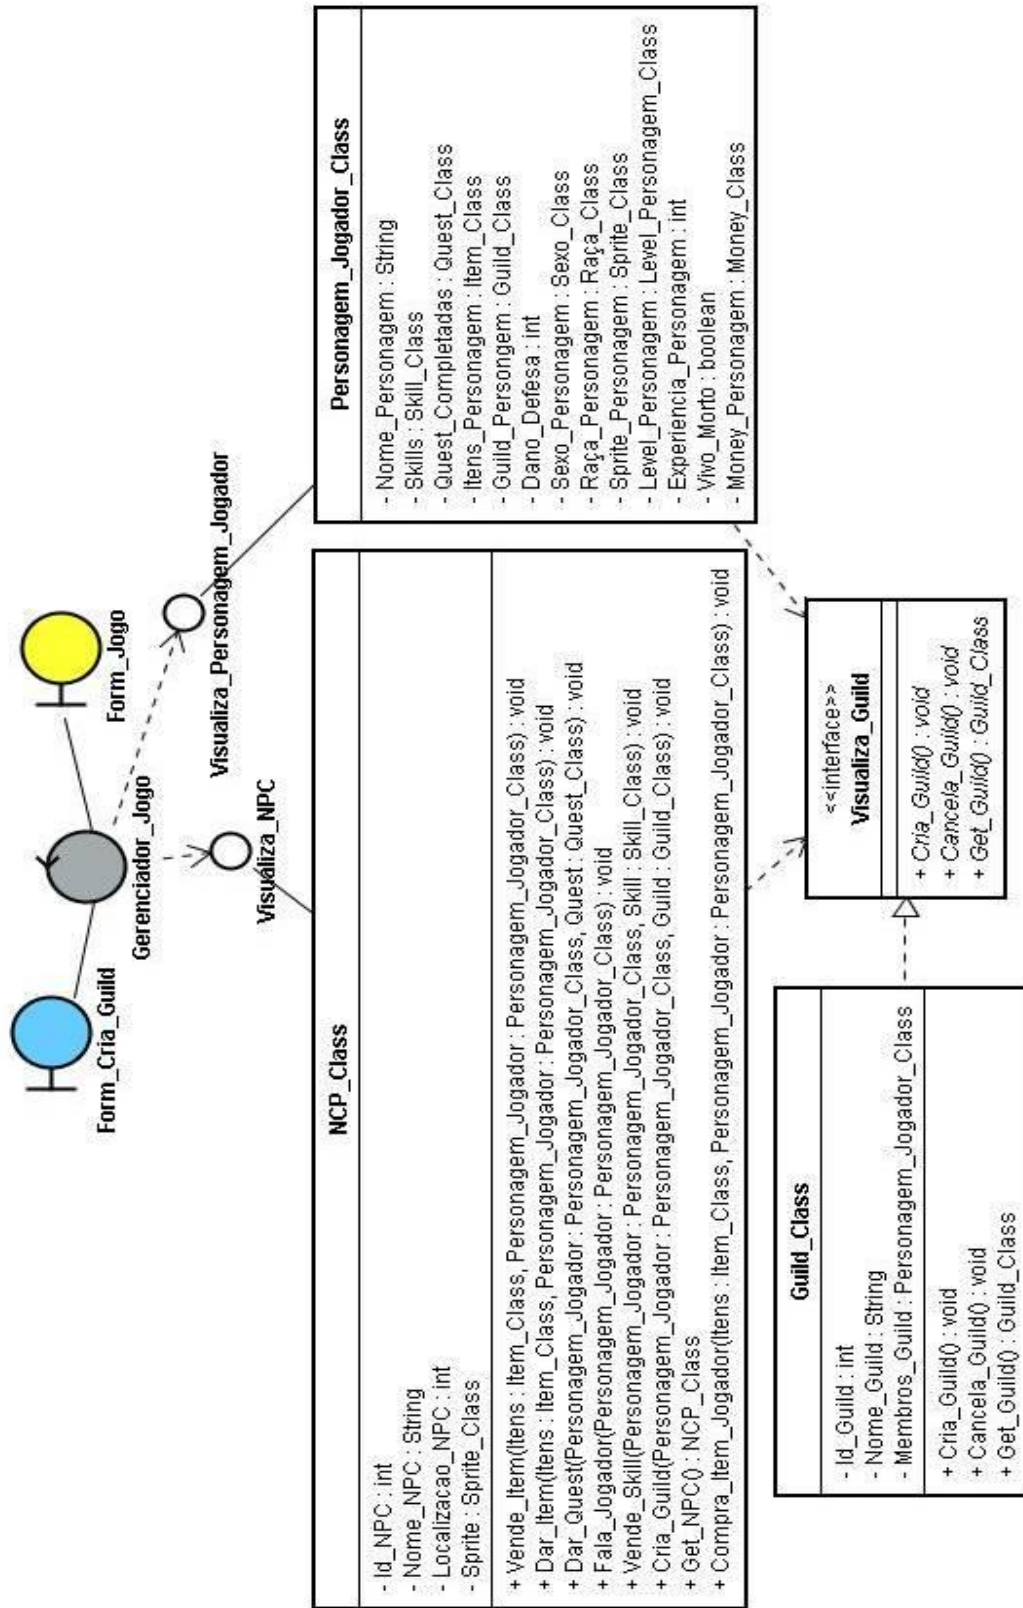 Form_Cria_Guild
Gerenciador_Jogo
Form_Jogo
Visualiza_NPC
Visualiza_Personagem_Jogador
NCP_Class
- Id_NPC : int
- Nome_NPC : String
- Localizacao_NPC : int
- Sprite : Sprite_Class
+ Vende_Item(Itens : Item_Class, Personagem_Jogador : Personagem_Jogador_Class) : void
+ Dar_Item(Itens : Item_Class, Personagem_Jogador : Personagem_Jogador_Class) : void
+ Dar_Quest(Personagem_Jogador : Personagem_Jogador_Class, Quest : Quest_Class) : void
+ Fala_Jogador(Personagem_Jogador : Personagem_Jogador_Class) : void
+ Vende_Skill(Personagem_Jogador : Personagem_Jogador_Class, Skill : Skill_Class) : void
+ Cria_Guild(Personagem_Jogador : Personagem_Jogador_Class, Guild : Guild_Class) : void
+ Get_NPC() : NCP_Class
+ Compra_Item_Jogador(Itens : Item_Class, Personagem_Jogador : Personagem_Jogador_Class) : void
Personagem_Jogador_Class
- Nome_Personagem : String
- Skills : Skill_Class
- Quest_Completadas : Quest_Class
- Itens_Personagem : Item_Class
- Guild_Persongem : Guild_Class
- Dano_Defesa : int
- Sexo_Personagem : Sexo_Class
- Raça_Personagem : Raça_Class
- Sprite_Personagem : Sprite_Class
- Level_Personagem : Level_Personagem_Class
- Experiencia_Personagem : int
- Vivo_Morto : boolean
- Money_Personagem : Money_Class
Guild_Class
- Id_Guild : int
- Nome_Guild : String
- Membros_Guild : Personagem_Jogador_Class
+ Cria_Guild() : void
+ Cancela_Guild() : void
+ Get_Guild() : Guild_Class
<<interface>>
Visualiza_Guild
+ Cria_Guild() : void
+ Cancela_Guild() : void
+ Get_Guild() : Guild_Class